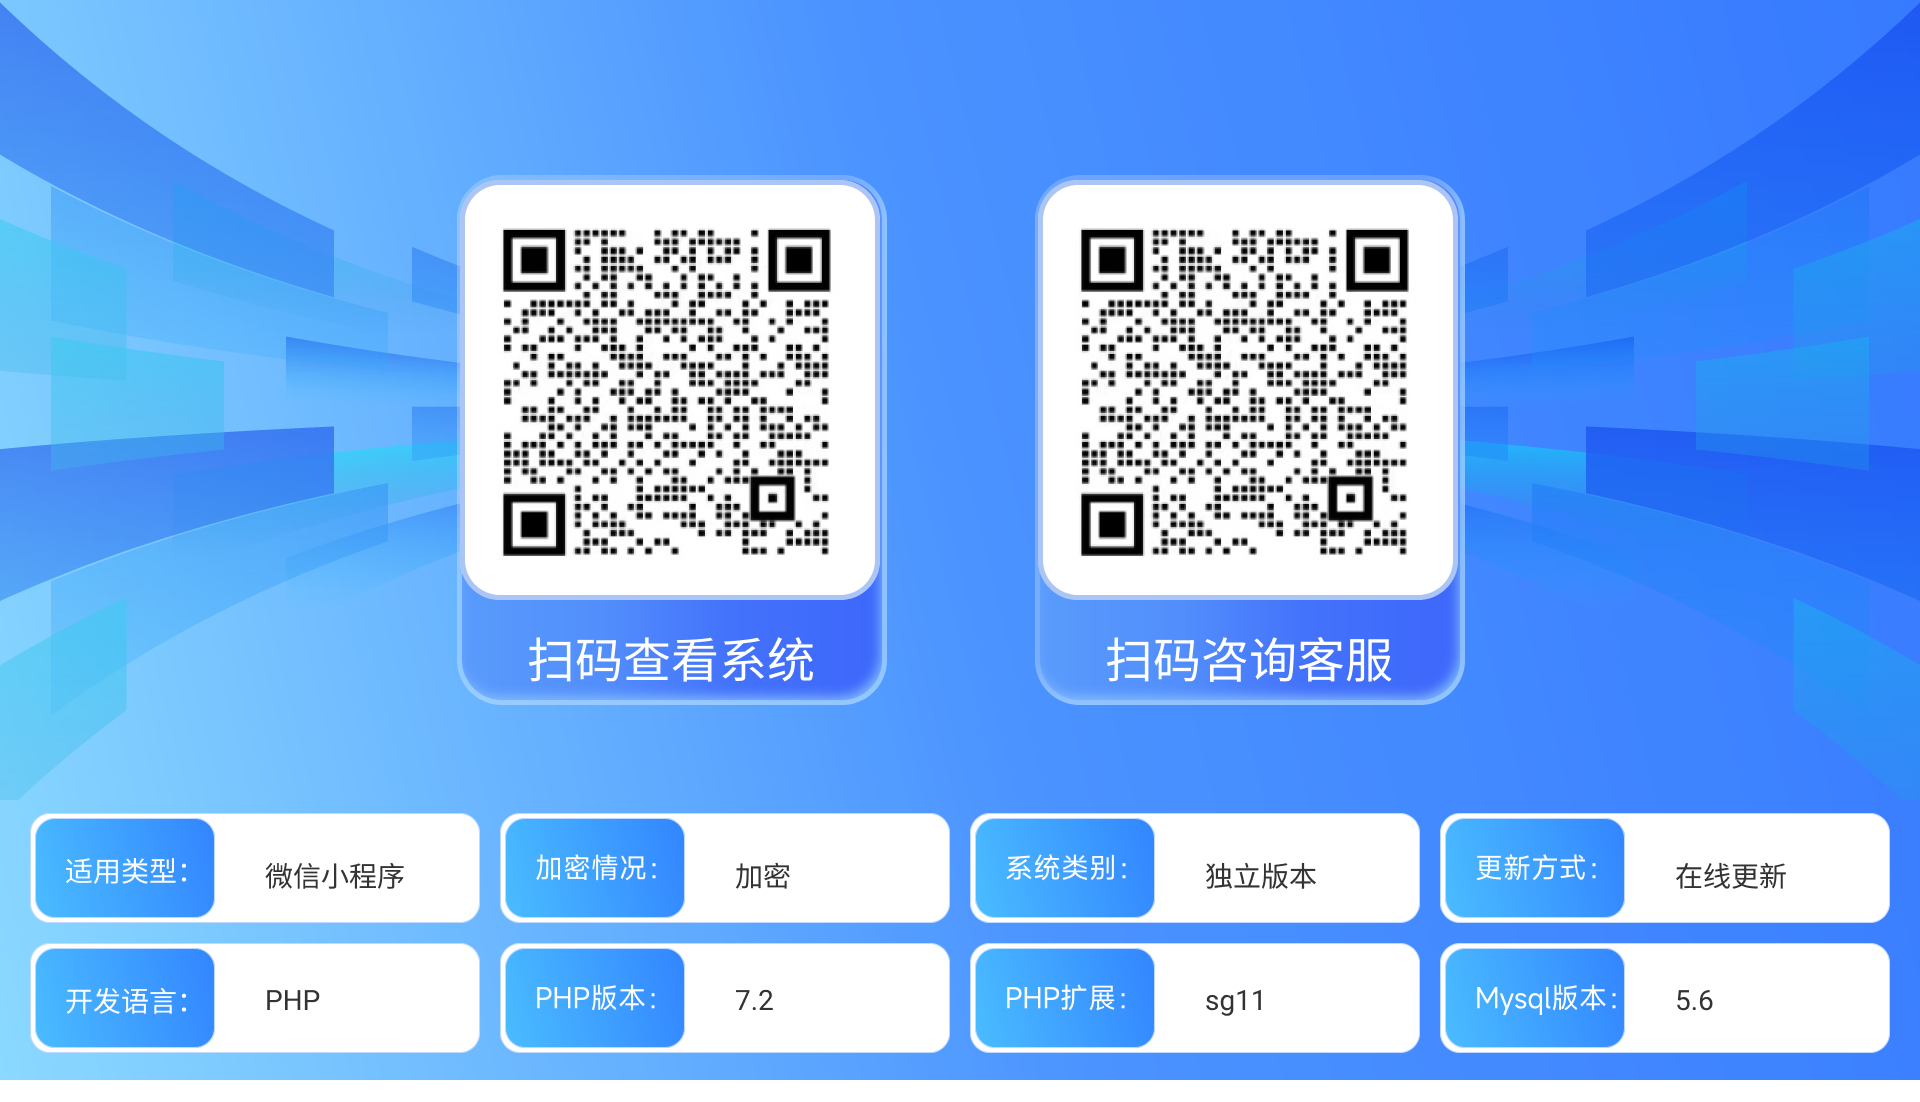 扫码查看系统
扫码咨询客服
适用类型：
微信小程序
加密情况：
加密
系统类别：
独立版本
更新方式：
在线更新
开发语言：
PHP
PHP版本：
7.2
PHP扩展：
sg11
Mysql版本：
5.6